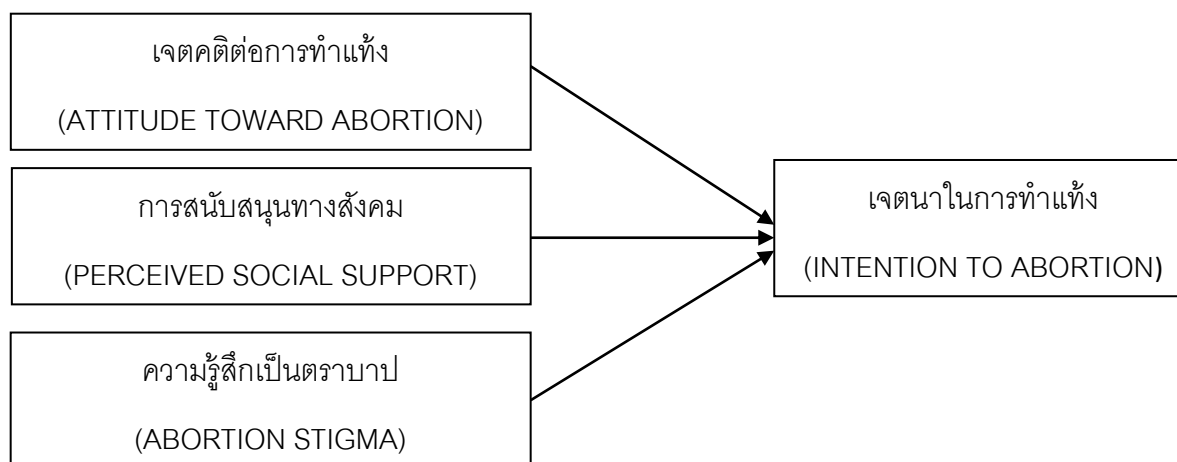 เจตคติต่อการทำแท้ง
(ATTITUDE TOWARD ABORTION)
การสนับสนุนทางสังคม
(PERCEIVED SOCIAL SUPPORT)
ความรู้สึกเป็นตราบาป
(ABORTION STIGMA)
เจตนาในการทำแท้ง
(INTENTION TO ABORTION)